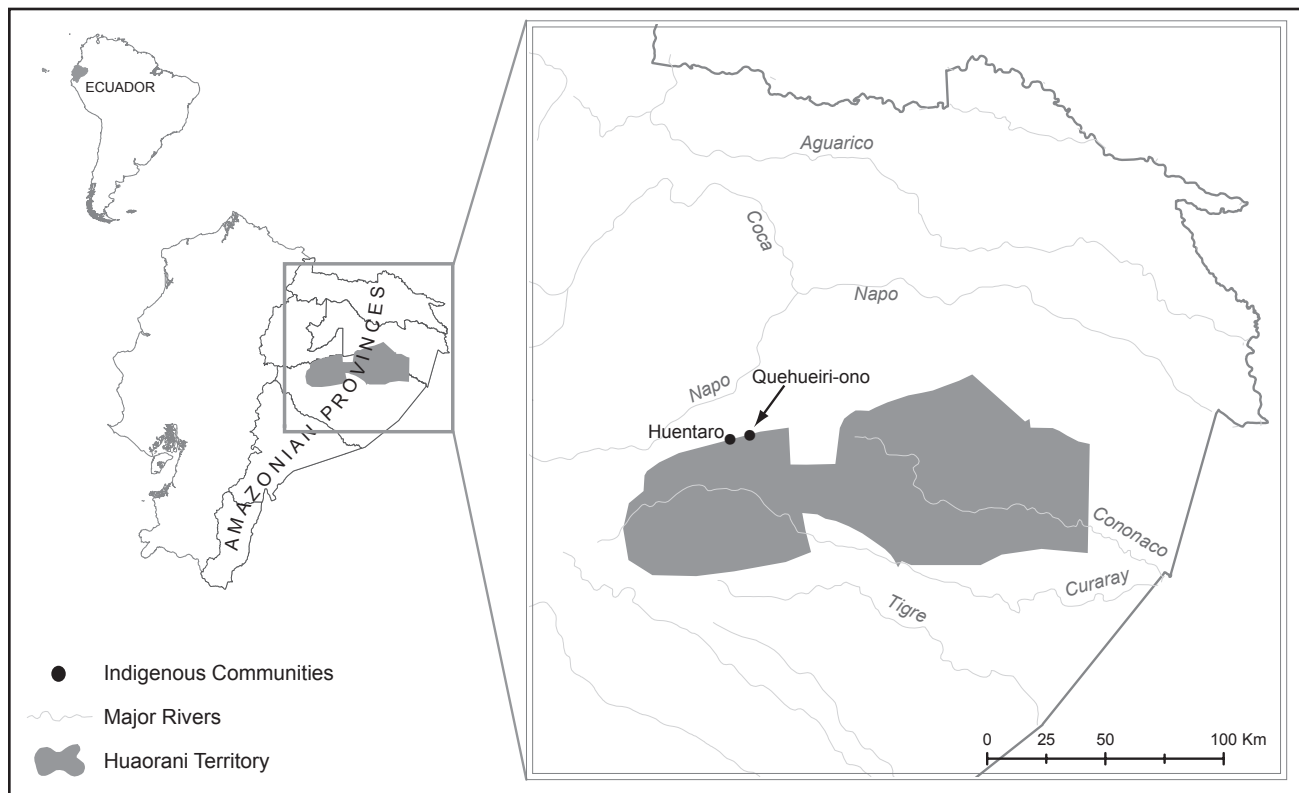 ECUADOR
AMAZONIAN PROVINCES
Indigenous Communities
Major Rivers
Huaorani Territory
Aguarico
Coca
Napo
Napo
Quehueiri-ono
Huentaro
Cononaco
Curaray
Tigre
0 25 50 100 Km